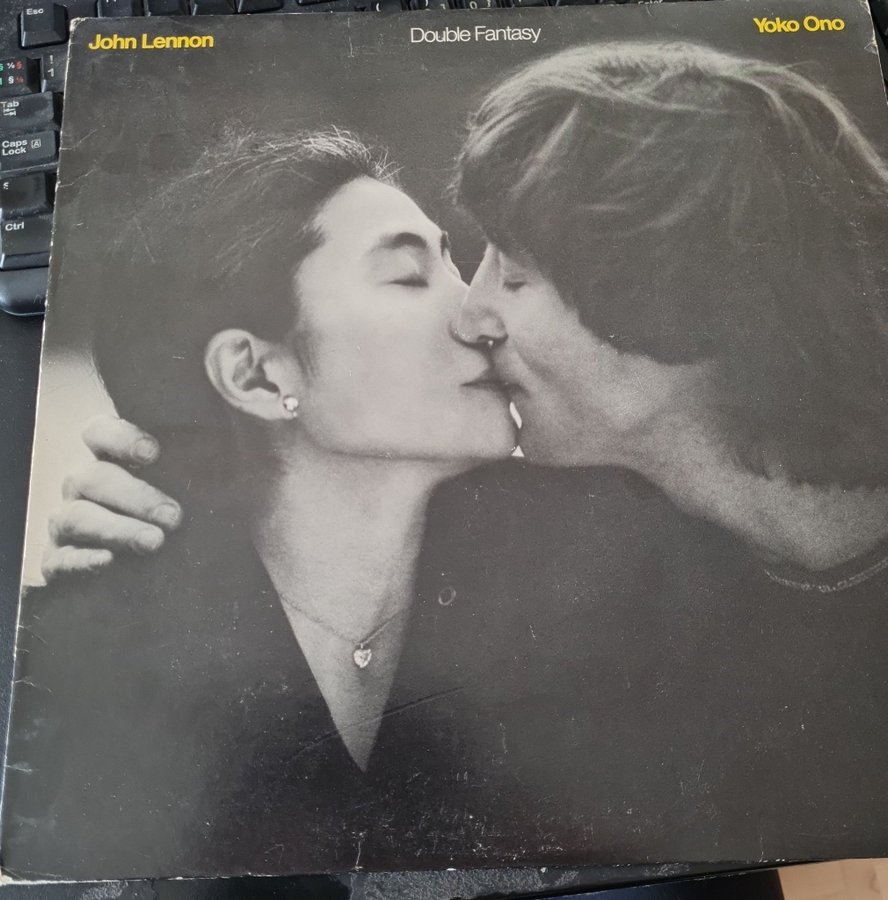 John Lennon
Double Fantasy
Yoko Ono
Esc
Tab
Caps
Lock A
Ctrl